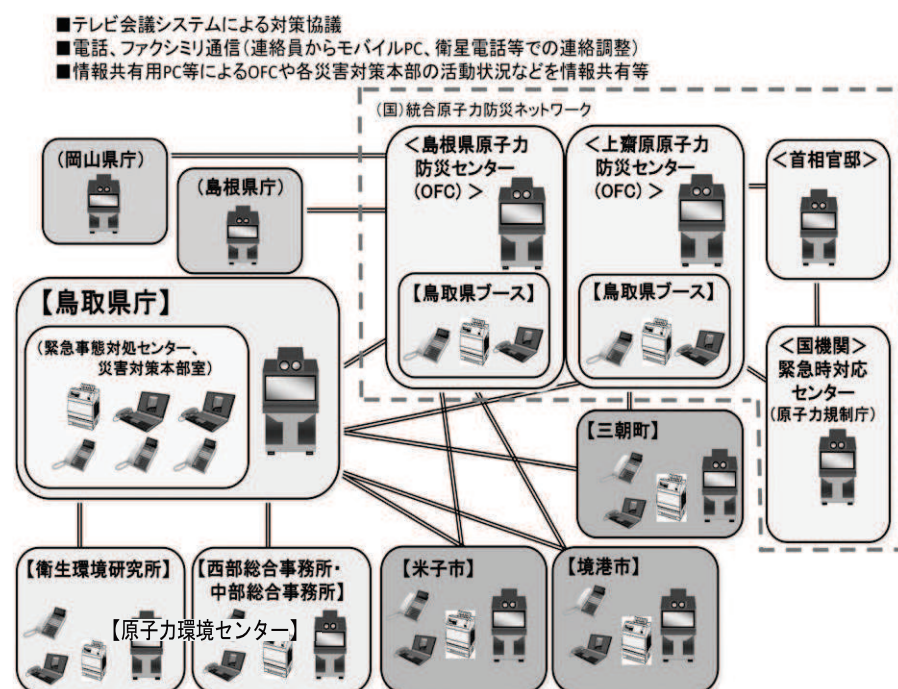 ■テレビ会議システムによる対策協議
■電話、ファクシミリ通信(連絡員からモバイルPC、衛星電話等での連絡調整)
■情報共有用PC等によるOFCや各災害対策本部の活動状況などを情報共有等
(国)統合原子力防災ネットワーク
(岡山県庁)
(島根県庁)
<島根県原子力
防災センター
(OFC)>
<上齋原原子力
防災センター
(OFC)>
<首相官邸>
【鳥取県ブース】
【鳥取県ブース】
【鳥取県庁】
(緊急事態対処センター、
災害対策本部室)
<国機関>
緊急時対応
センター
(原子力規制庁)
【三朝町】
【衛生環境研究所】
【西部総合事務所・
中部総合事務所】
【原子力環境センター】
【米子市】
【境港市】